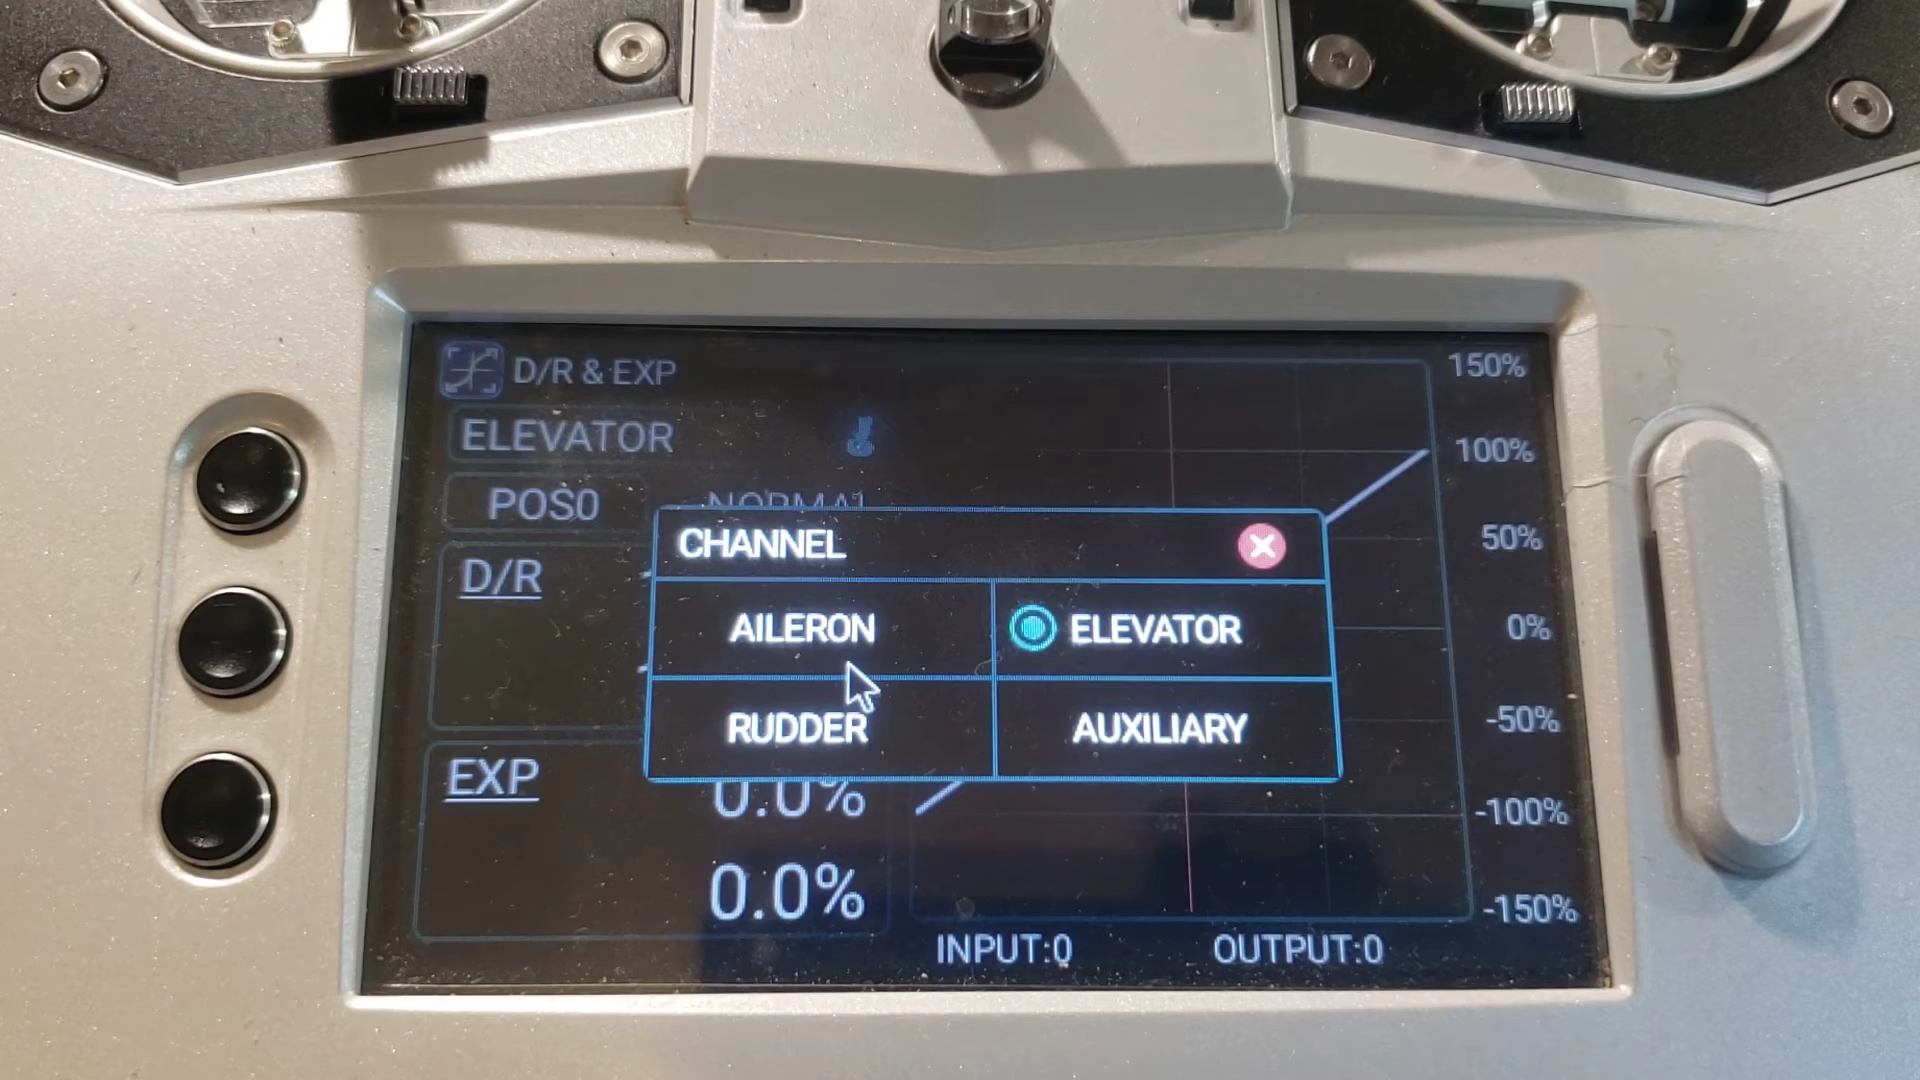 D/R & EXP
150%
ELEVATOR
100%
POS0
NORMAL
50%
CHANNEL
D/R
AILERON
ELEVATOR
0%
RUDDER
AUXILIARY
-50%
EXP
0.0%
-100%
0.0%
-150%
INPUT:0 OUTPUT:0